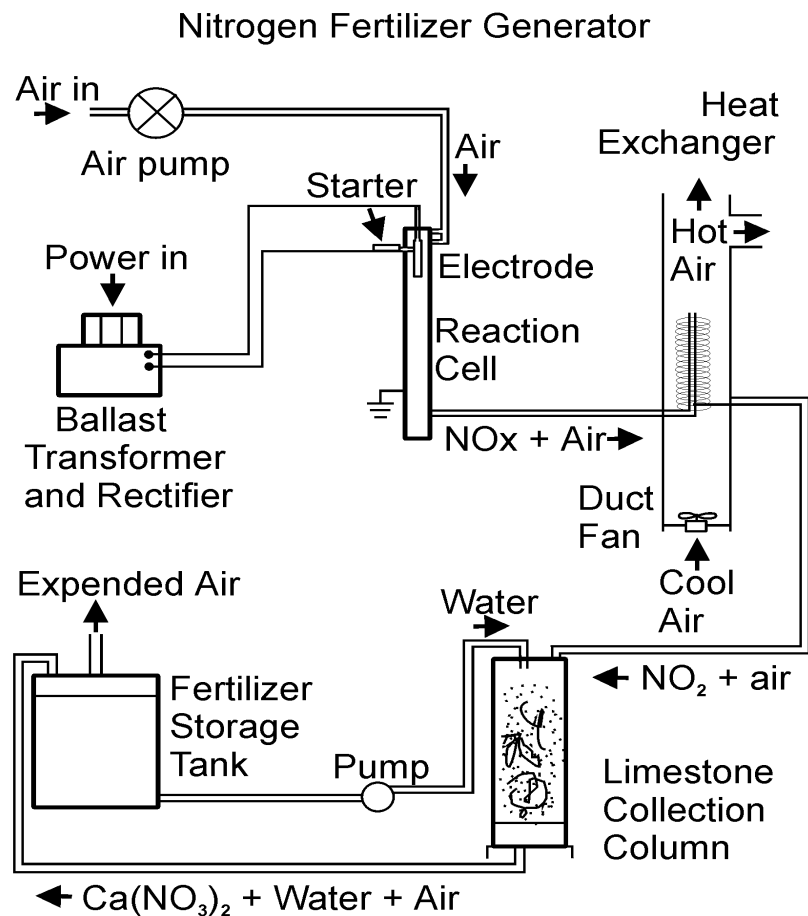 Nitrogen Fertilizer Generator
Air in
Air pump
Air
Heat
Exchanger
Starter
Hot
Air
Power in
Electrode
Reaction
Cell
Ballast
Transformer
and Rectifier
NOx + Air
Duct
Fan
Cool
Air
Expended Air
Water
NO₂ + air
Fertilizer
Storage
Tank
Pump
Limestone
Collection
Column
Ca(NO₃)₂ + Water + Air